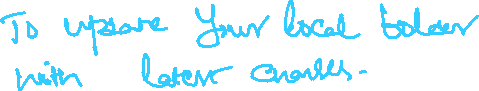 To update your local folder
with latest changes.